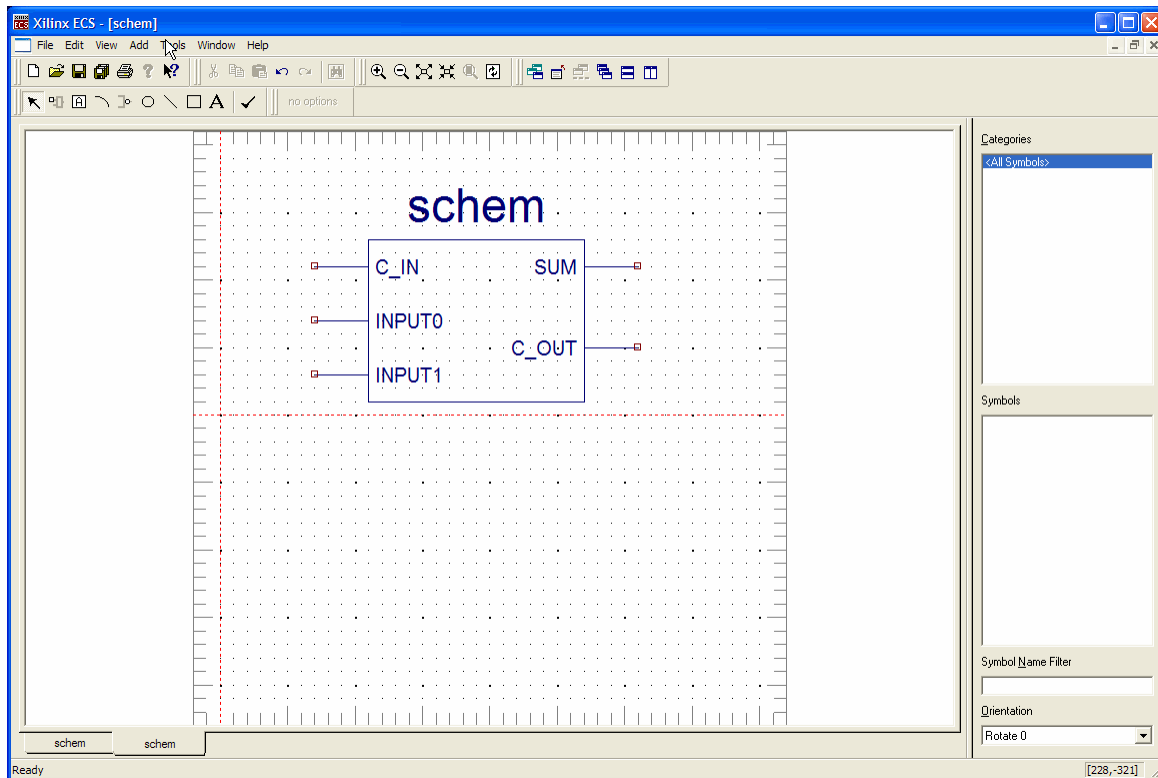 Xilinx ECS - [schem]
File Edit View Add Tools Window Help
no options
schem
C_IN SUM
INPUT0
C_OUT
INPUT1
Categories
<All Symbols>
Symbols
Symbol Name Filter
Orientation
Rotate 0
schem schem
Ready [228,-321]